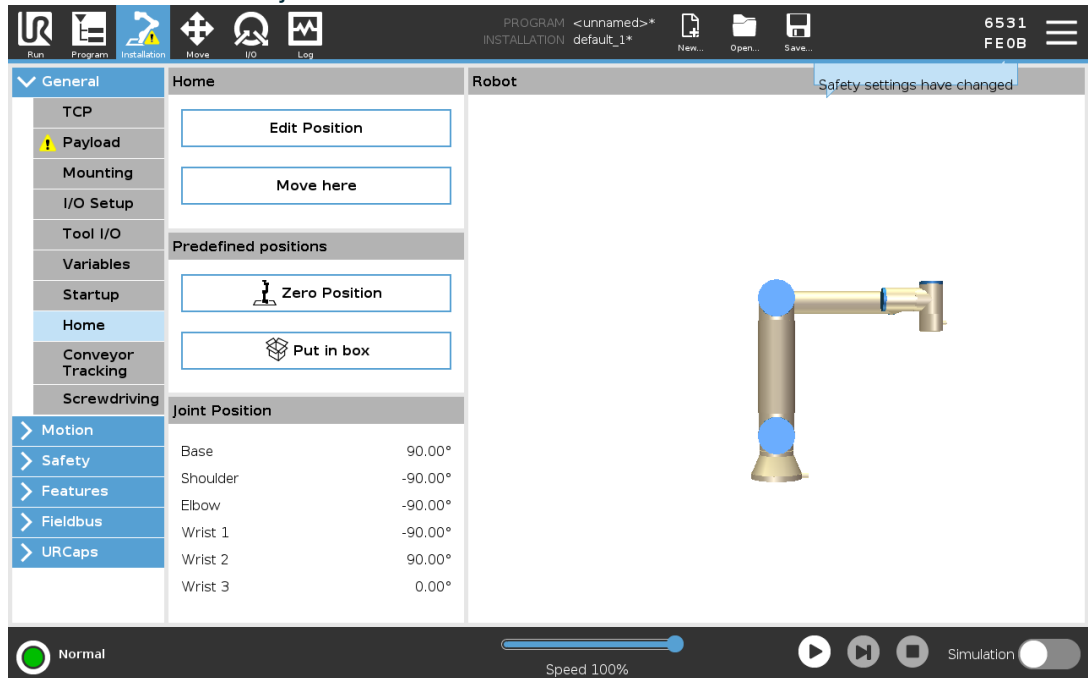 PROGRAM <unnamed>*
INSTALLATION default_1*
6531
FE0B
Run
Program
Installation
Move
I/O
Log
New...
Open...
Save...
Safety settings have changed
General
TCP
Payload
Mounting
I/O Setup
Tool I/O
Variables
Startup
Home
Conveyor
Tracking
Screwdriving
Motion
Safety
Features
Fieldbus
URCaps
Home
Edit Position
Move here
Predefined positions
Zero Position
Put in box
Joint Position
Base 90.00°
Shoulder -90.00°
Elbow -90.00°
Wrist 1 -90.00°
Wrist 2 90.00°
Wrist 3 0.00°
Robot
Normal
Speed 100%
Simulation